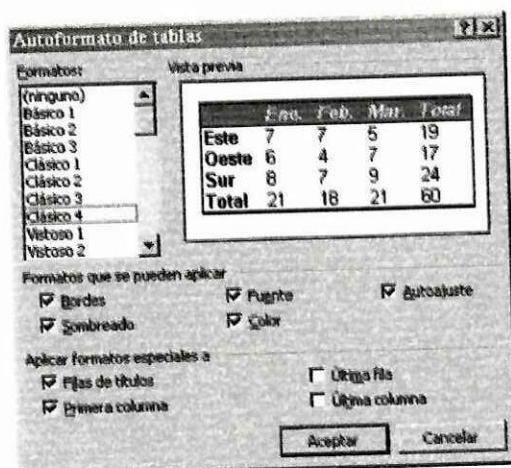 Autoformato de tablas
Formatos:
(ninguno)
Básico 1
Básico 2
Básico 3
Clásico 1
Clásico 2
Clásico 3
Clásico 4
Vistoso 1
Vistoso 2
Vista previa
Ene. Feb. Mar. Total
Este 7 7 5 19
Oeste 6 4 7 17
Sur 8 7 9 24
Total 21 18 21 60
Formatos que se pueden aplicar
Bordes Fuente Autoajuste
Sombreado Color
Aplicar formatos especiales a
Filas de títulos Última fila
Primera columna Última columna
Aceptar Cancelar